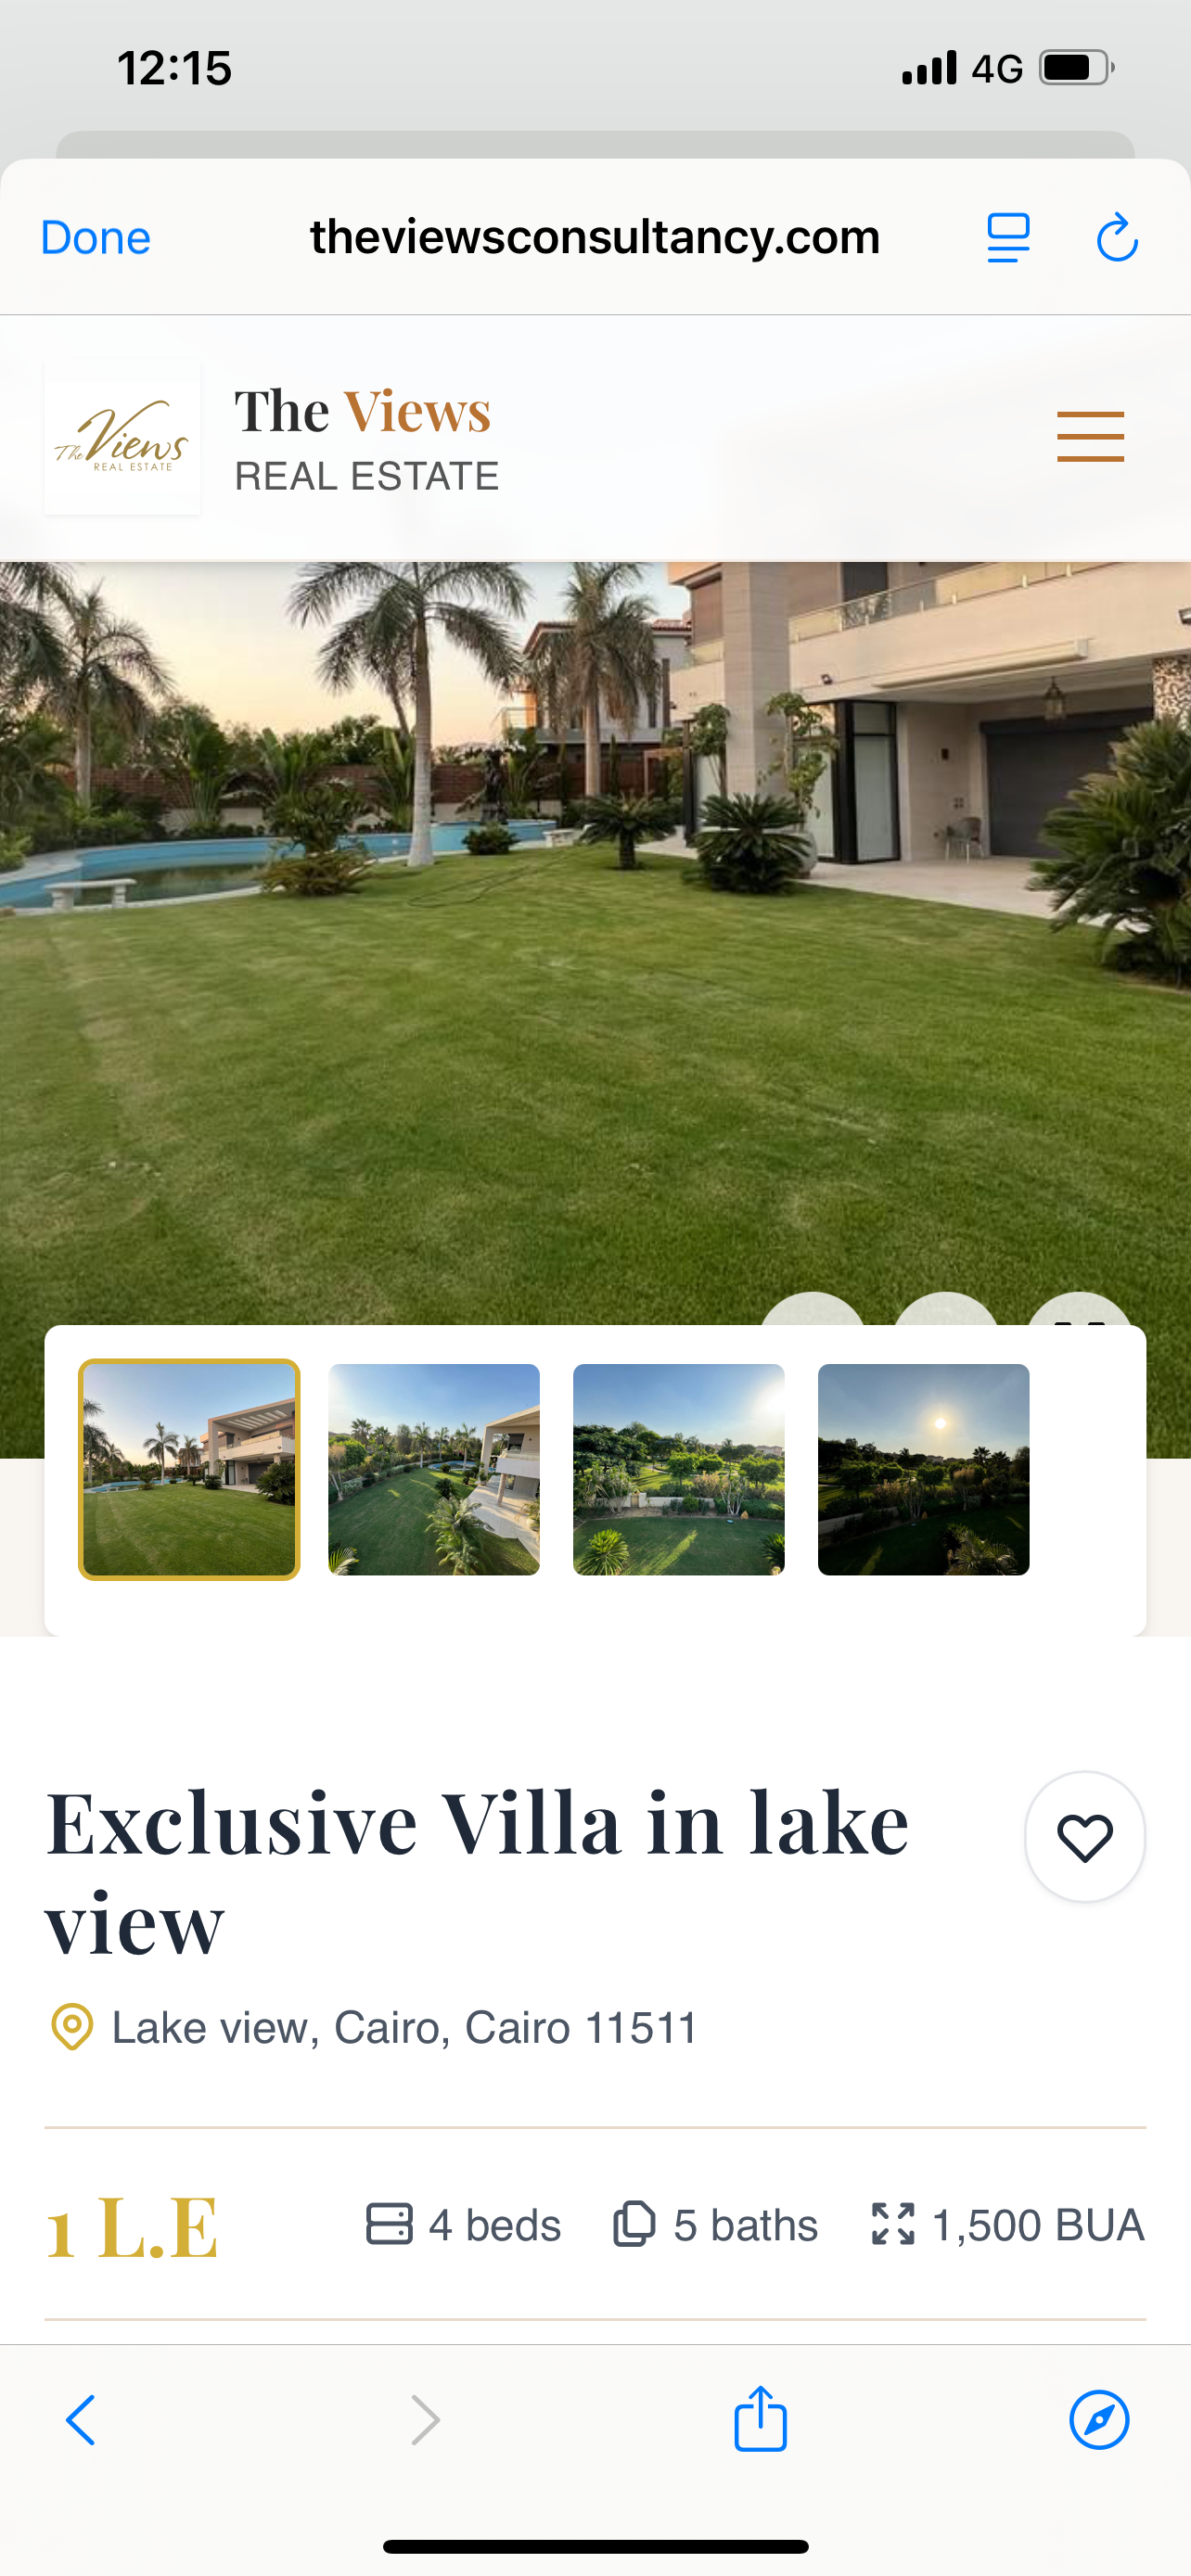 12:15
4G
Done
theviewsconsultancy.com
The Views
REAL ESTATE
The Views
REAL ESTATE
Exclusive Villa in lake
view
Lake view, Cairo, Cairo 11511
1 L.E
4 beds
5 baths
1,500 BUA